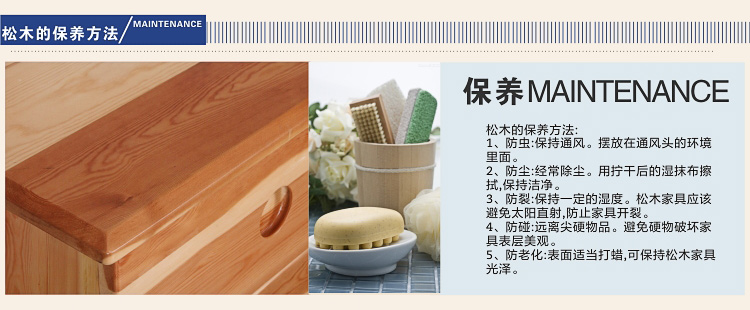 松木的保养方法/MAINTENANCE
保养MAINTENANCE
松木的保养方法:
1、防虫:保持通风。摆放在通风头的环境
里面。
2、防尘:经常除尘。用拧干后的湿抹布擦
拭,保持洁净。
3、防裂:保持一定的湿度。松木家具应该
避免太阳直射,防止家具开裂。
4、防碰:远离尖硬物品。避免硬物破坏家
具表层美观。
5、防老化:表面适当打蜡,可保持松木家具
光泽。